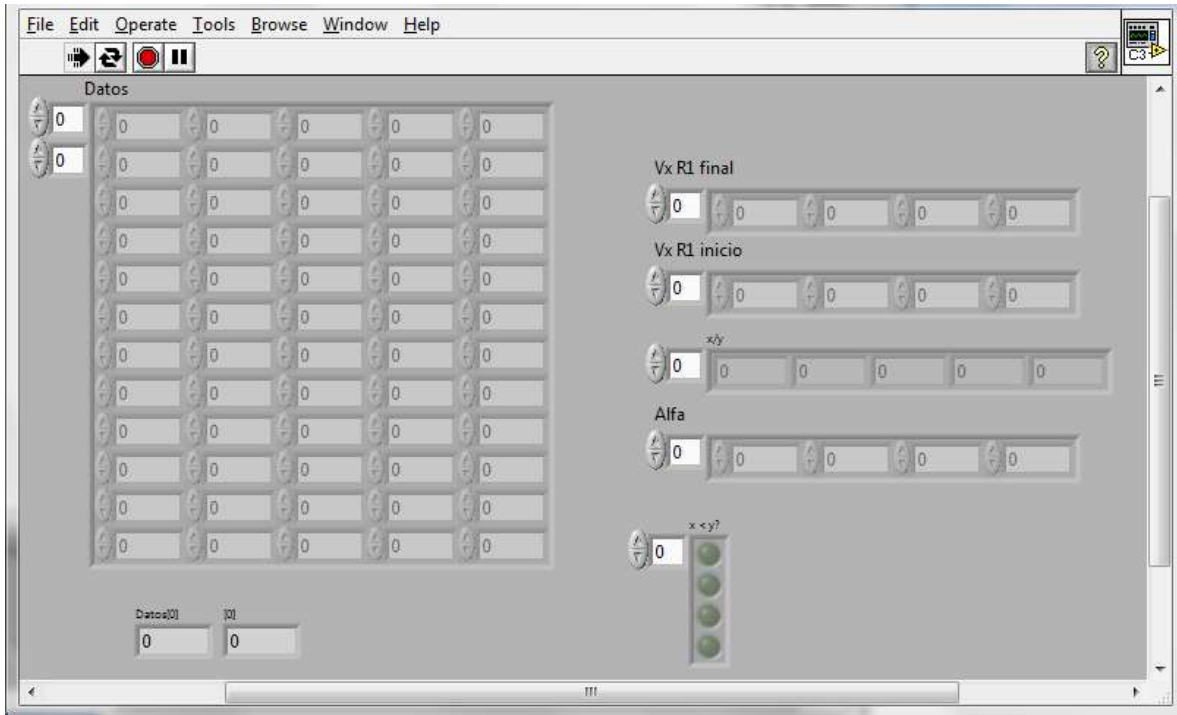 File Edit Operate Tools Browse Window Help
C3
Datos
0 0 0 0 0 0
0 0 0 0 0 0
0 0 0 0 0
0 0 0 0 0
0 0 0 0 0
0 0 0 0 0
0 0 0 0 0
0 0 0 0 0
0 0 0 0 0
0 0 0 0 0
0 0 0 0 0
0 0 0 0 0
Datos[0] [0]
0 0
Vx R1 final
0 0 0 0 0
Vx R1 inicio
0 0 0 0 0
x/y
0 0 0 0 0 0
Alfa
0 0 0 0 0
x < y?
0